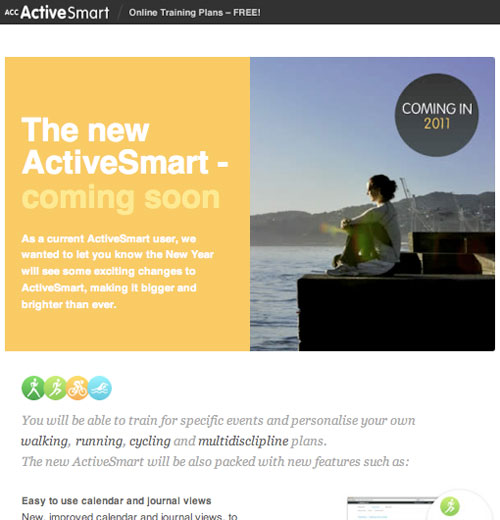 ACC ActiveSmart / Online Training Plans – FREE!
COMING IN
2011
The new
ActiveSmart -
coming soon
As a current ActiveSmart user, we
wanted to let you know the New Year
will see some exciting changes to
ActiveSmart, making it bigger and
brighter than ever.
You will be able to train for specific events and personalise your own
walking, running, cycling and multidisclipline plans.
The new ActiveSmart will be also packed with new features such as:
Easy to use calendar and journal views
New, improved calendar and journal views, to